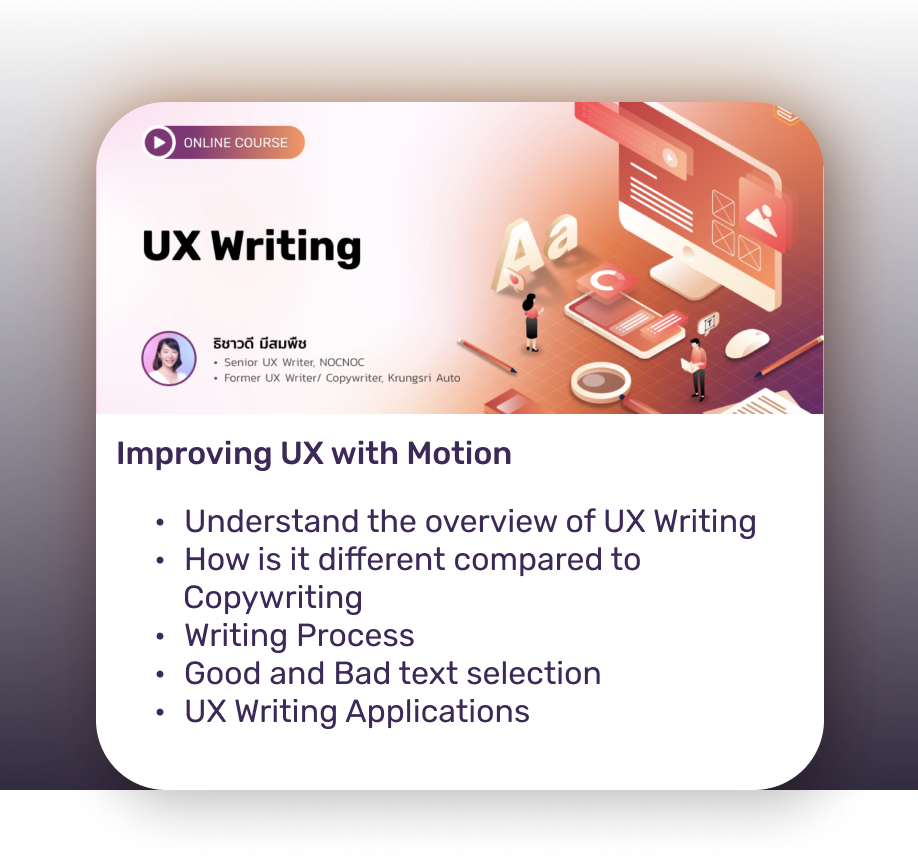 ONLINE COURSE
UX Writing
ธิชาวดี มีสมพืช
• Senior UX Writer, NOCNOC
• Former UX Writer/ Copywriter, Krungsri Auto
Aa
Improving UX with Motion
• Understand the overview of UX Writing
• How is it different compared to
Copywriting
• Writing Process
• Good and Bad text selection
• UX Writing Applications